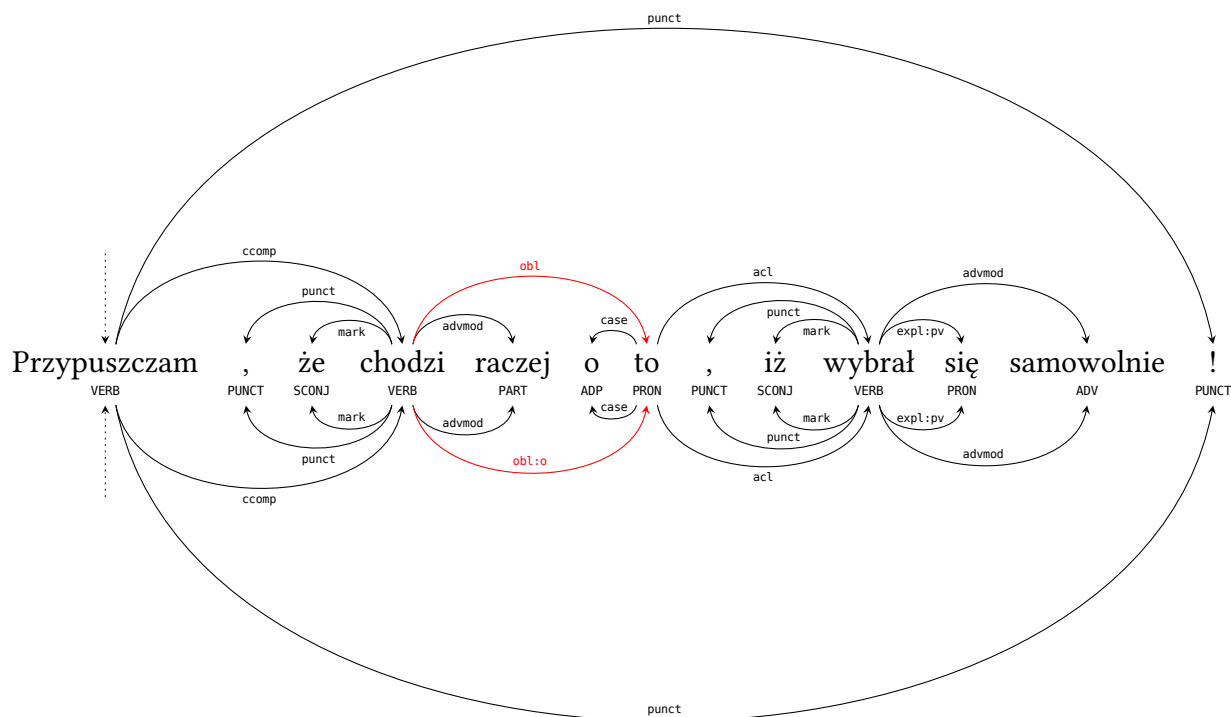 punct
ccomp
obl
acl
advmod
punct
punct
mark
advmod
case
mark
expl:pv
Przypuszczam , że chodzi raczej o to , iż wybrał się samowolnie !
VERB PUNCT SCONJ VERB PART ADP PRON PUNCT SCONJ VERB PRON ADV PUNCT
mark
advmod
case
mark
expl:pv
punct
punct
obl:o
advmod
ccomp
acl
punct